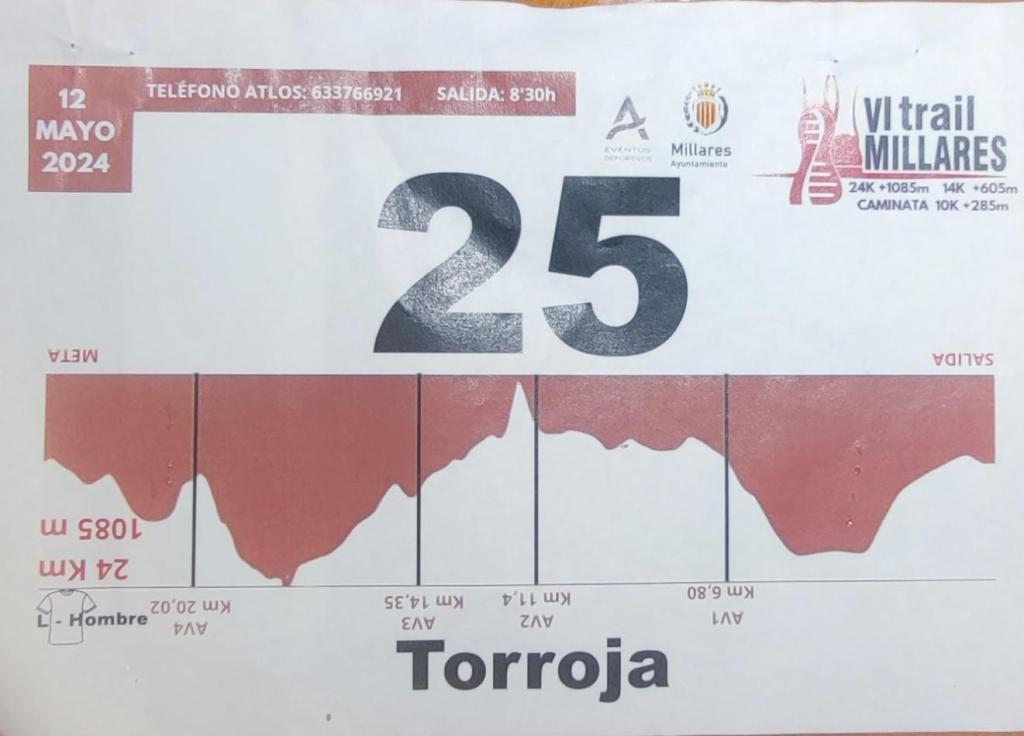 12
MAYO
2024
TELÉFONO ATLOS: 633766921 SALIDA: 8'30h
EVENTOS
DEPORTIVOS
Millares
Ayuntamiento
VI trail
MILLARES
24K +1085m 14K +605m
CAMINATA 10K +285m
25
META
SALIDA
1085 m
24 Km
L - Hombre
AV4
Km 20,02
AV3
Km 14,35
AV2
Km 11,4
AV1
Km 6,80
Torroja